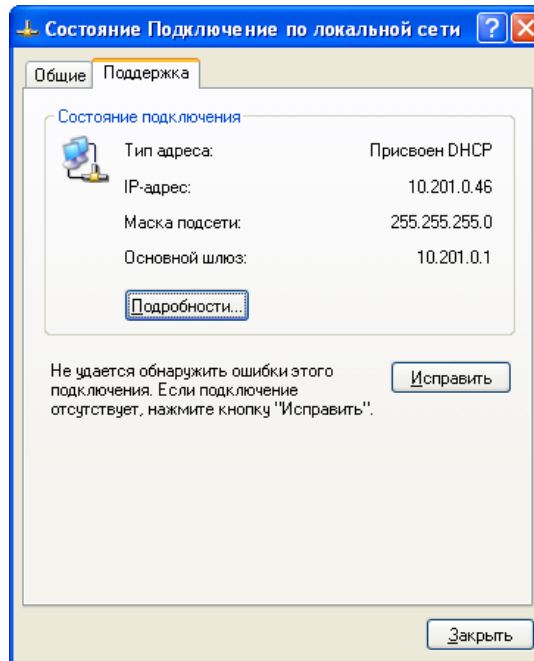 Состояние Подключение по локальной сети
Общие Поддержка
Состояние подключения
Тип адреса: Присвоен DHCP
IP-адрес: 10.201.0.46
Маска подсети: 255.255.255.0
Основной шлюз: 10.201.0.1
Подробности...
Не удается обнаружить ошибки этого
подключения. Если подключение
отсутствует, нажмите кнопку "Исправить".
Исправить
Закрыть